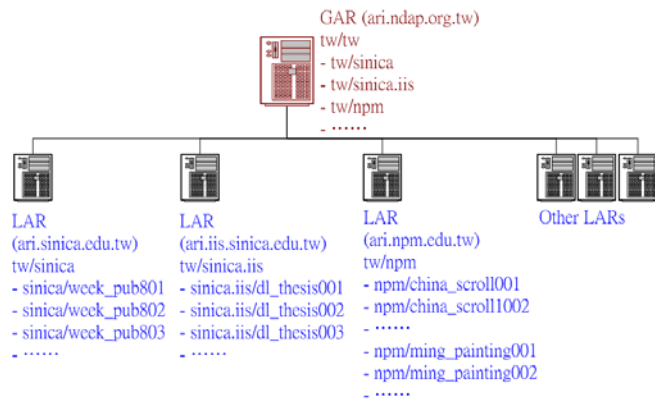 GAR (ari.ndap.org.tw)
tw/tw
- tw/sinica
- tw/sinica.iis
- tw/npm
- ......
LAR
(ari.sinica.edu.tw)
tw/sinica
- sinica/week_pub801
- sinica/week_pub802
- sinica/week_pub803
- ......
LAR
(ari.iis.sinica.edu.tw)
tw/sinica.iis
- sinica.iis/dl_thesis001
- sinica.iis/dl_thesis002
- sinica.iis/dl_thesis003
- ......
LAR
(ari.npm.edu.tw)
tw/npm
- npm/china_scroll001
- npm/china_scroll1002
- ......
- npm/ming_painting001
- npm/ming_painting002
- ......
Other LARs